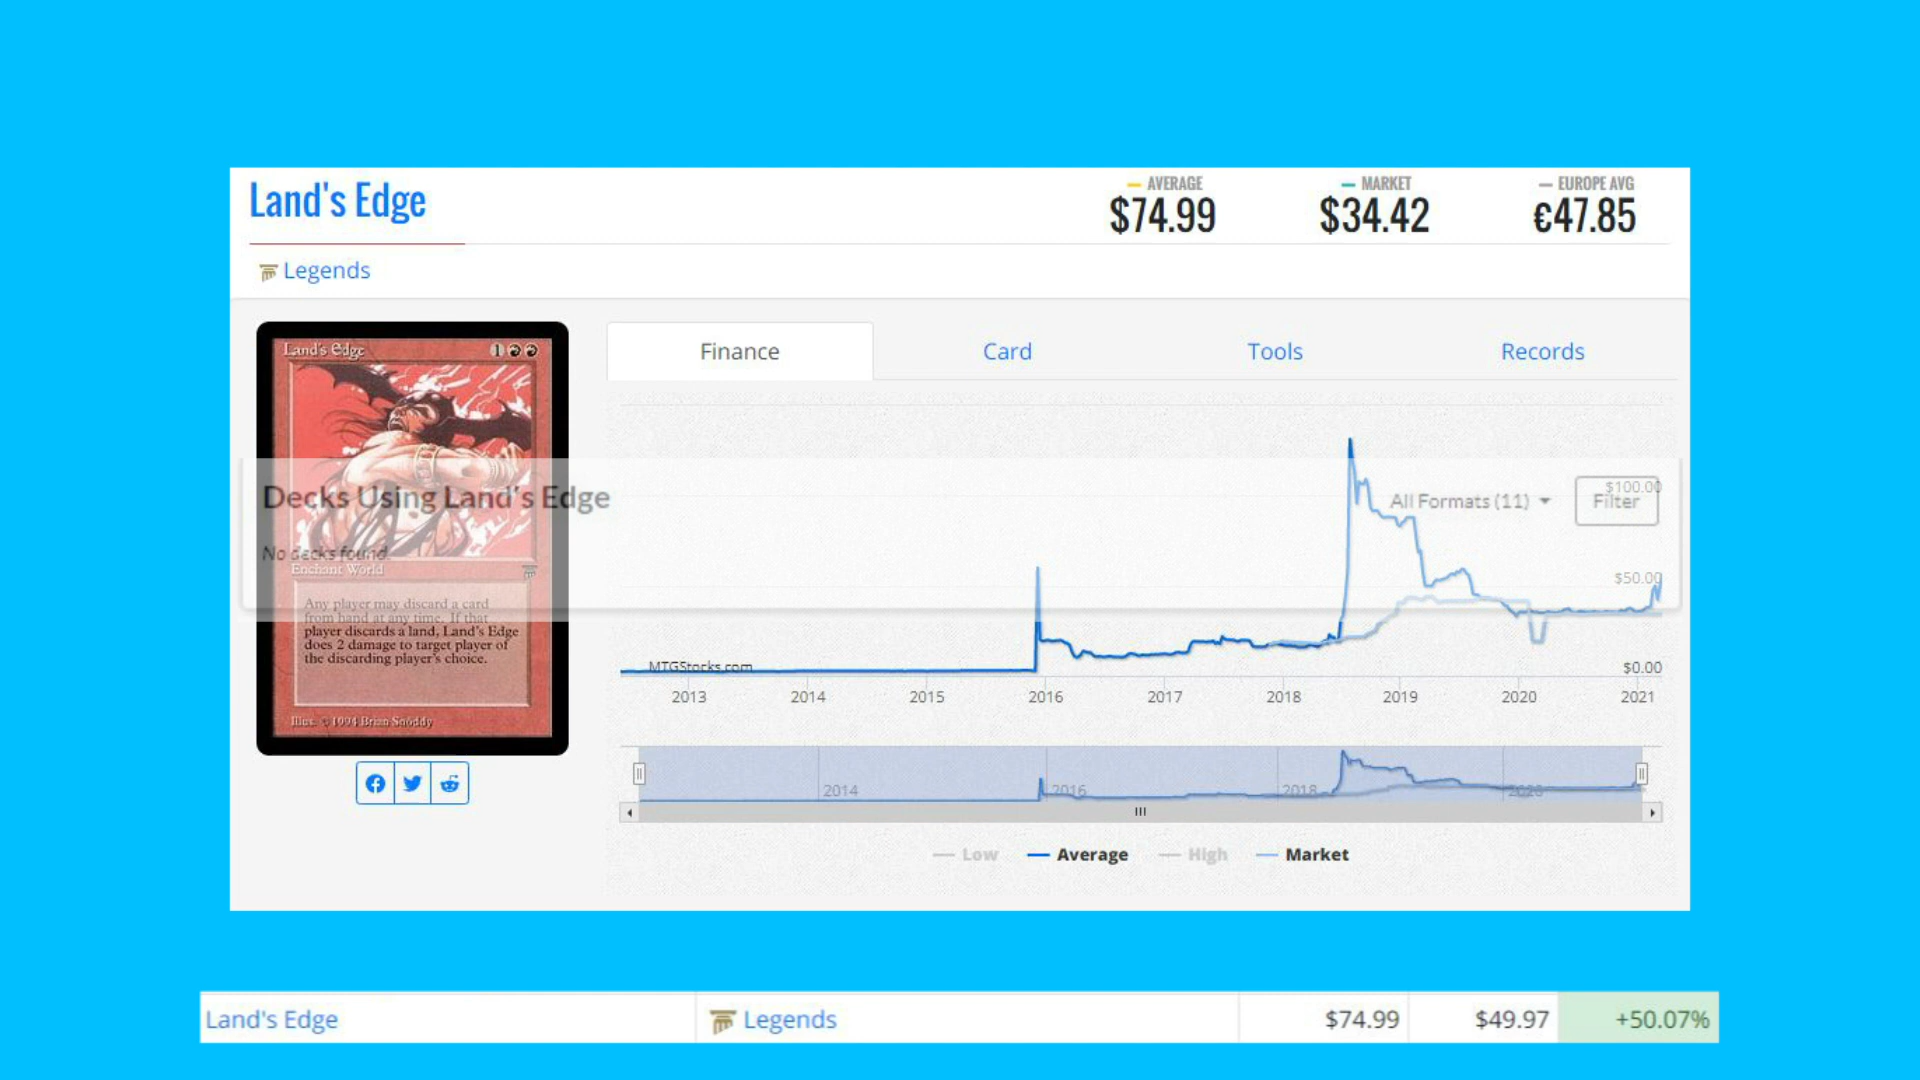 Land's Edge
AVERAGE
$74.99
MARKET
$34.42
EUROPE AVG
€47.85
Legends
Land's Edge 1
Enchant World
Any player may discard a card
from hand at any time. If that
player discards a land, Land's Edge
does 2 damage to target player of
the discarding player's choice.
Illus. © 1994 Brian Snoddy
Finance
Card
Tools
Records
Decks Using Land's Edge
All Formats (11)
Filter
No decks found.
$100.00
$50.00
$0.00
MTGStocks.com
2013 2014 2015 2016 2017 2018 2019 2020 2021
2014 2016 2018 2020
Low Average High Market
Land's Edge Legends $74.99 $49.97 +50.07%